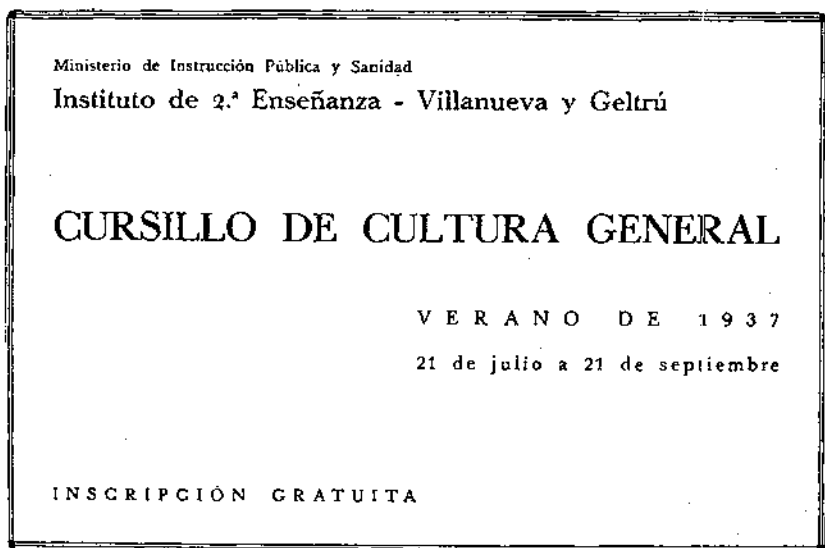 Ministerio de Instrucción Pública y Sanidad
Instituto de 2.ª Enseñanza - Villanueva y Geltrú
CURSILLO DE CULTURA GENERAL
VERANO DE 1937
21 de julio a 21 de septiembre
INSCRIPCIÓN GRATUITA